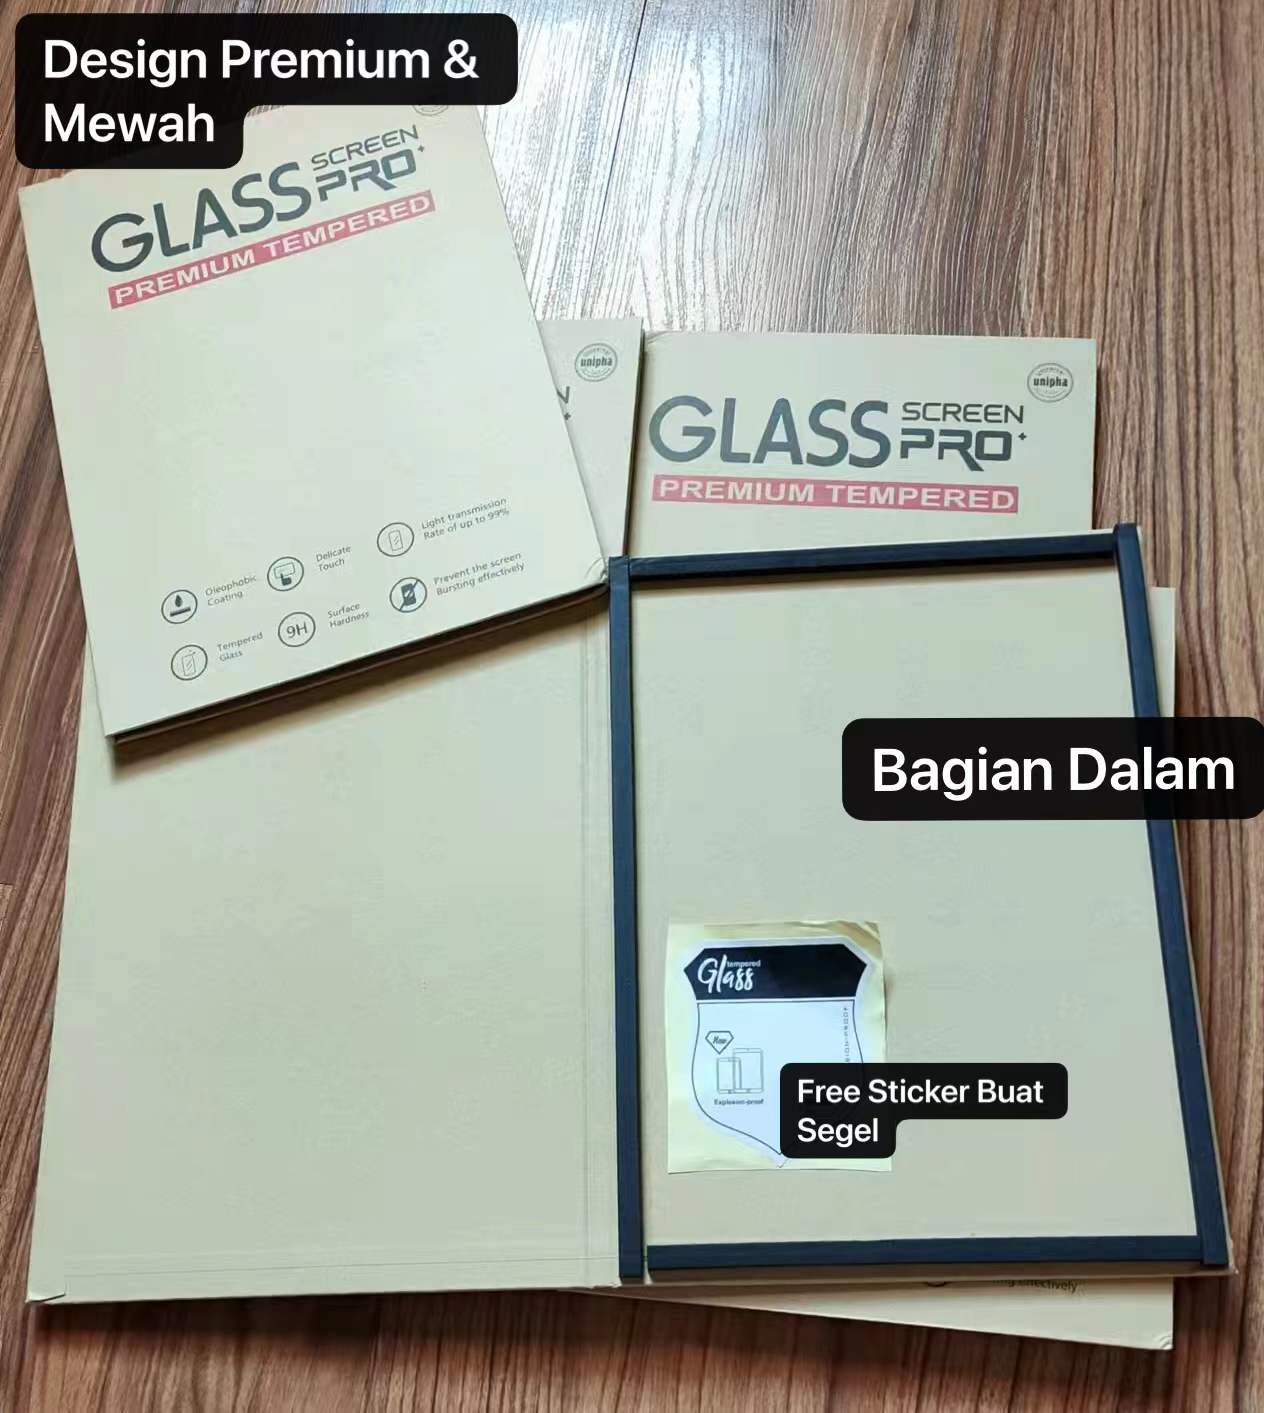 Design Premium &
Mewah
GLASS SCREEN PRO+
PREMIUM TEMPERED
Oleophobic
Coating
Delicate
Touch
Light transmission
Rate of up to 99%
Tempered
Glass
9H
Surface
Hardness
Prevent the screen
Bursting effectively
unipha
unipha
GLASS SCREEN PRO+
PREMIUM TEMPERED
Bagian Dalam
tempered
Glass
New
Explosion-proof
Free Sticker Buat
Segel
effectively